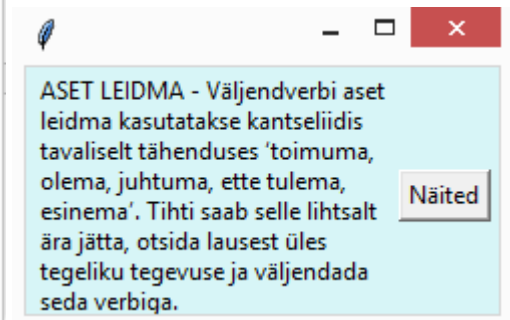 ASET LEIDMA - Väljendverbi aset
leidma kasutatakse kantseliidis
tavaliselt tähenduses ‘toimuma,
olema, juhtuma, ette tulema,
esinema’. Tihti saab selle lihtsalt
ära jätta, otsida lausest üles
tegeliku tegevuse ja väljendada
seda verbiga.
Näited